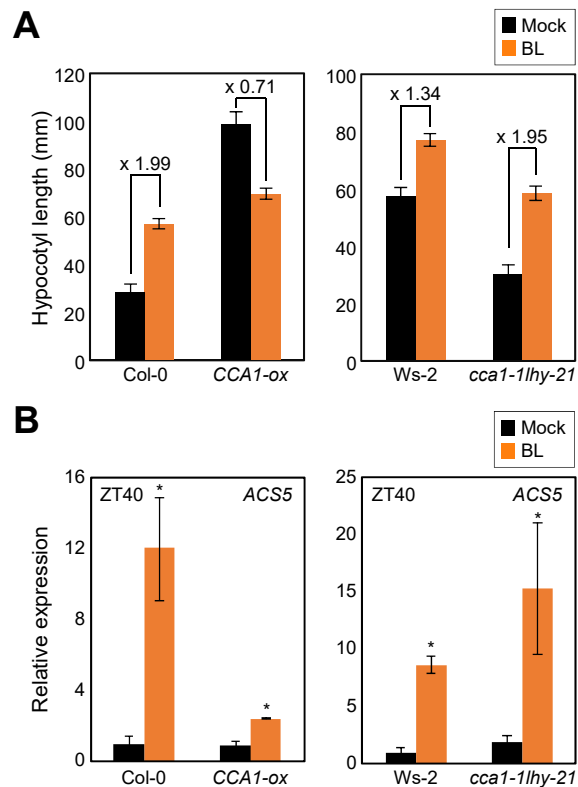 A
Mock
BL
Hypocotyl length (mm)
120
100
80
60
40
20
0
x 1.99
x 0.71
Col-0
CCA1-ox
100
80
60
40
20
0
x 1.34
x 1.95
Ws-2
cca1-1lhy-21
B
Mock
BL
Relative expression
16
12
8
4
2
0
ZT40
ACS5
*
*
Col-0
CCA1-ox
25
20
15
10
5
0
ZT40
ACS5
*
*
Ws-2
cca1-1lhy-21